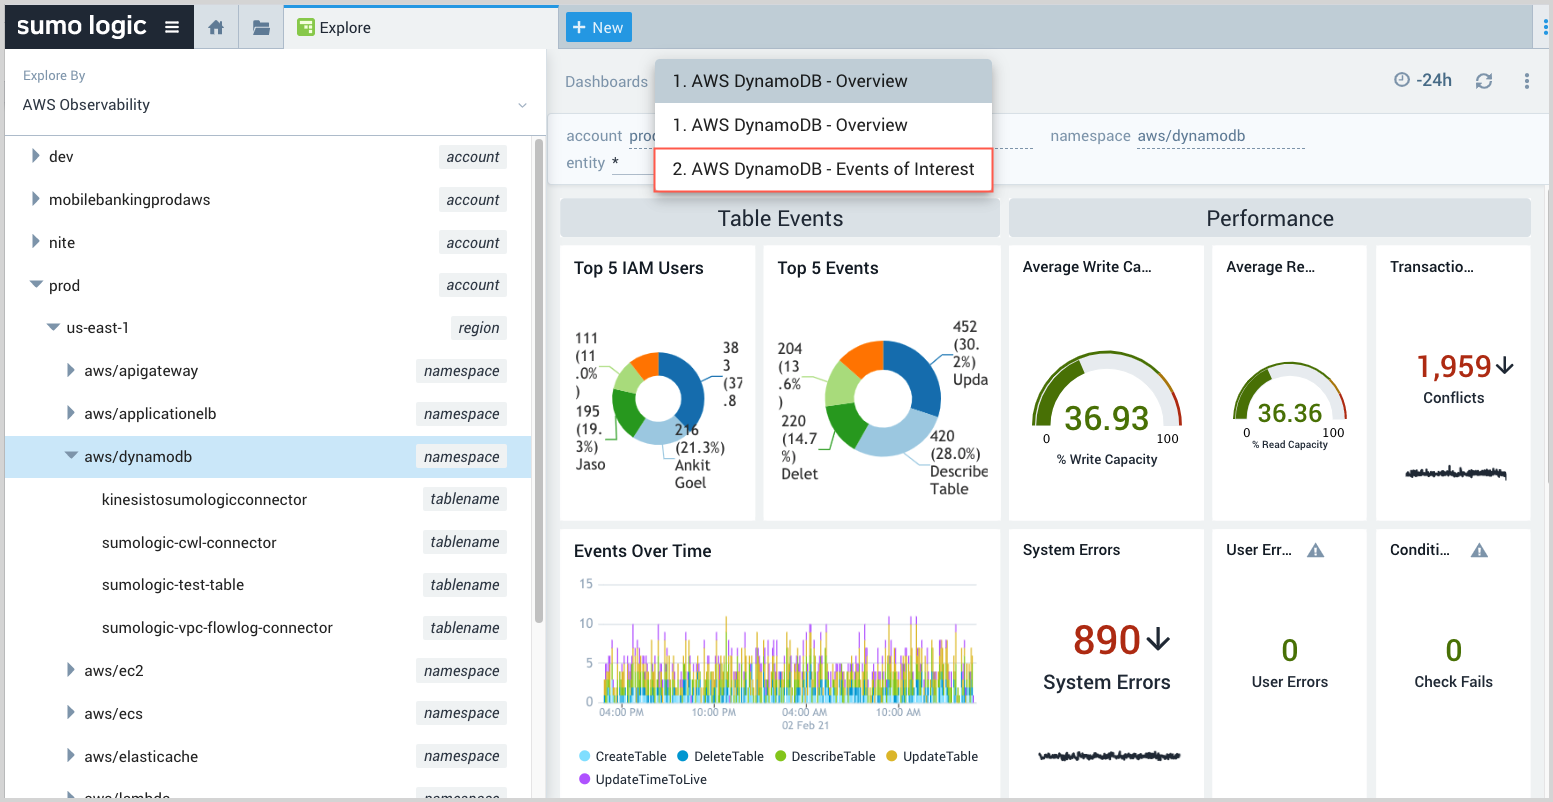 sumo logic
Explore
+ New
Explore By
AWS Observability
dev account
mobilebankingprodaws account
nite account
prod account
us-east-1 region
aws/apigateway namespace
aws/applicationelb namespace
aws/dynamodb namespace
kinesistosumologicconnector tablename
sumologic-cwl-connector tablename
sumologic-test-table tablename
sumologic-vpc-flowlog-connector tablename
aws/ec2 namespace
aws/ecs namespace
aws/elasticache namespace
aws/lambda namespace
Dashboards
1. AWS DynamoDB - Overview
1. AWS DynamoDB - Overview
2. AWS DynamoDB - Events of Interest
-24h
account prod
namespace aws/dynamodb
entity *
Table Events
Performance
Top 5 IAM Users
111
(11
.0%
)
195
(19.
3%)
Jaso
38
3
(37
.8
216
(21.3%)
Ankit
Goel
Top 5 Events
204
(13
.6%
)
220
(14.7
%)
Delet
452
(30.
2%)
Upda
420
(28.0%)
Describe
Table
Average Write Ca...
36.93
0 100
% Write Capacity
Average Re...
36.36
0 100
% Read Capacity
Transactio...
1,959
Conflicts
Events Over Time
15
10
5
0
04:00 PM 10:00 PM 04:00 AM 10:00 AM
02 Feb 21
CreateTable DeleteTable DescribeTable UpdateTable
UpdateTimeToLive
System Errors
890
System Errors
User Err...
0
User Errors
Conditi...
0
Check Fails